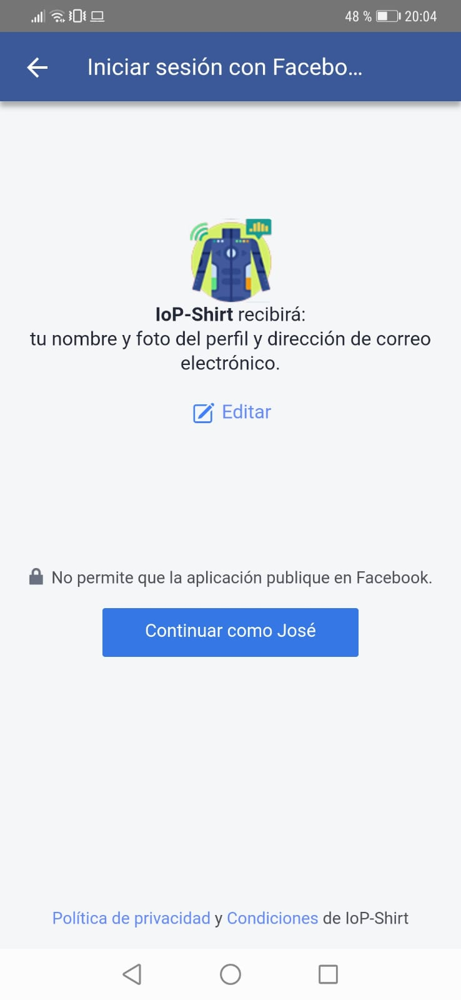 48 % 20:04
Iniciar sesión con Facebo...
IoP-Shirt recibirá:
tu nombre y foto del perfil y dirección de correo
electrónico.
Editar
No permite que la aplicación publique en Facebook.
Continuar como José
Política de privacidad y Condiciones de IoP-Shirt